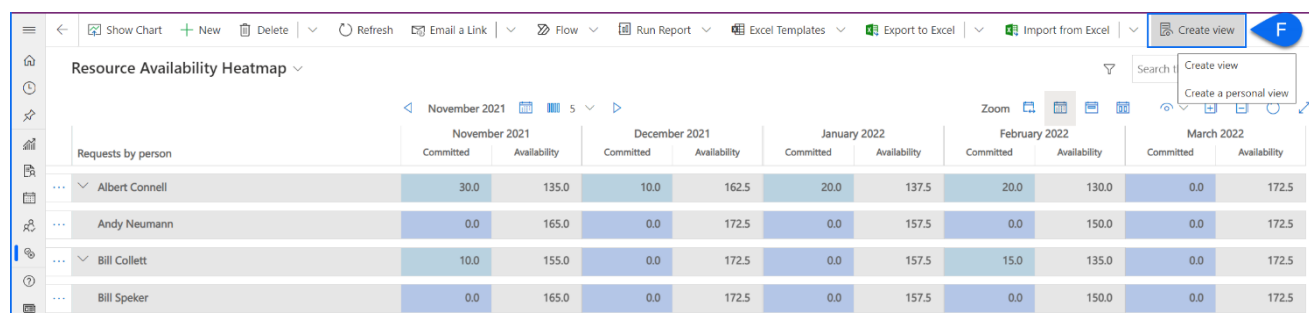 Show Chart New Delete Refresh Email a Link Flow Run Report Excel Templates Export to Excel Import from Excel Create view F
Resource Availability Heatmap
Search t
Create view
Create a personal view
November 2021 5 Zoom
November 2021 December 2021 January 2022 February 2022 March 2022
Requests by person Committed Availability Committed Availability Committed Availability Committed Availability Committed Availability
Albert Connell 30.0 135.0 10.0 162.5 20.0 137.5 20.0 130.0 0.0 172.5
Andy Neumann 0.0 165.0 0.0 172.5 0.0 157.5 0.0 150.0 0.0 172.5
Bill Collett 10.0 155.0 0.0 172.5 0.0 157.5 15.0 135.0 0.0 172.5
Bill Speker 0.0 165.0 0.0 172.5 0.0 157.5 0.0 150.0 0.0 172.5